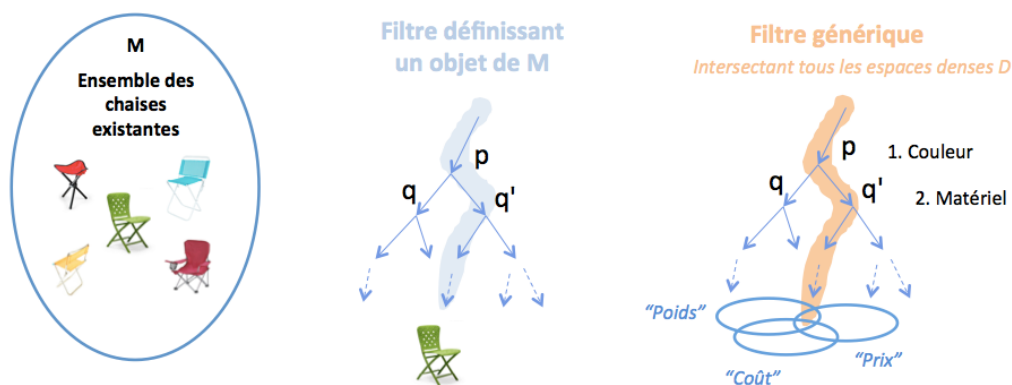 M
Ensemble des
chaises
existantes
Filtre définissant
un objet de M
p
q
q'
Filtre générique
Intersectant tous les espaces denses D
p
1. Couleur
q
q'
2. Matériel
“Poids”
“Prix”
“Coût”